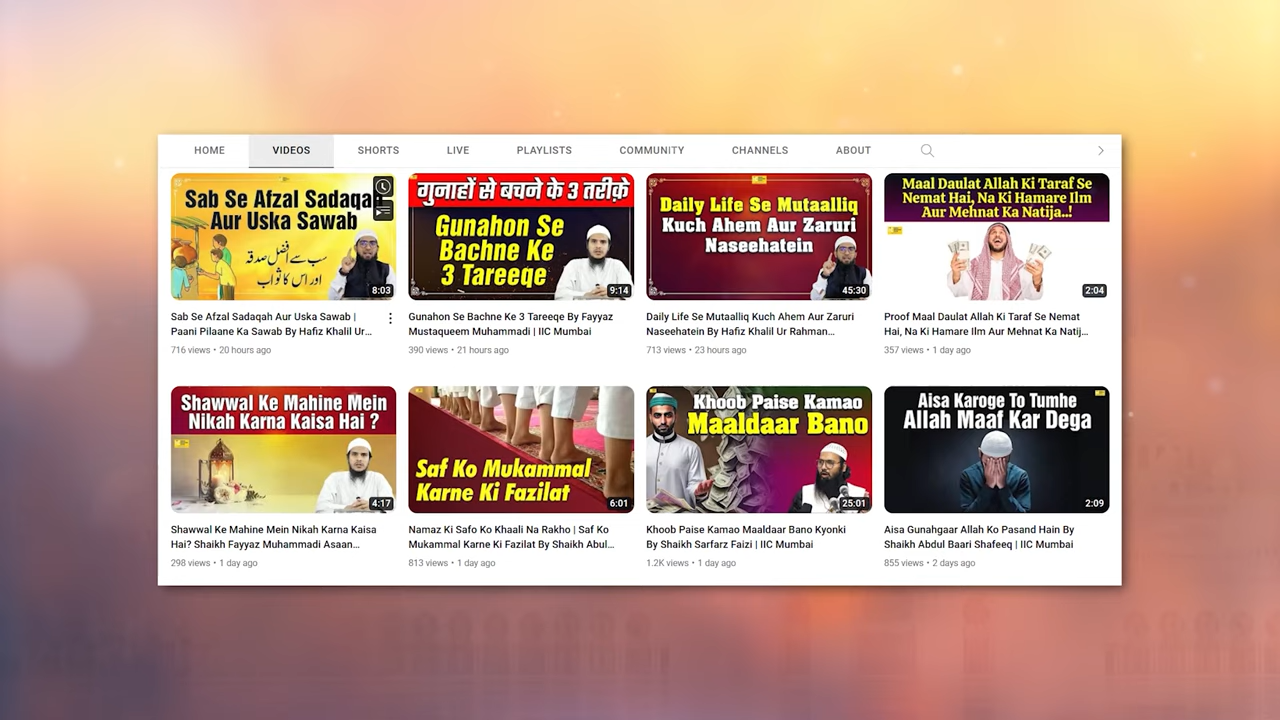 HOME
VIDEOS
SHORTS
LIVE
PLAYLISTS
COMMUNITY
CHANNELS
ABOUT
Sab Se Afzal Sadaqah
Aur Uska Sawab
سب سے افضل صدقہ
اور اس کا ثواب
8:03
Sab Se Afzal Sadaqah Aur Uska Sawab |
Paani Pilaane Ka Sawab By Hafiz Khalil Ur...
716 views • 20 hours ago
गुनाहों से बचने के 3 तरीक़े
Gunahon Se
Bachne Ke
3 Tareeqe
9:14
Gunahon Se Bachne Ke 3 Tareeqe By Fayyaz
Mustaqueem Muhammadi | IIC Mumbai
390 views • 21 hours ago
Daily Life Se Mutaalliq
Kuch Ahem Aur Zaruri
Naseehatein
45:30
Daily Life Se Mutaalliq Kuch Ahem Aur Zaruri
Naseehatein By Hafiz Khalil Ur Rahman...
713 views • 23 hours ago
Maal Daulat Allah Ki Taraf Se
Nemat Hai, Na Ki Hamare Ilm
Aur Mehnat Ka Natija..!
2:04
Proof Maal Daulat Allah Ki Taraf Se Nemat
Hai, Na Ki Hamare Ilm Aur Mehnat Ka Natij...
357 views • 1 day ago
Shawwal Ke Mahine Mein
Nikah Karna Kaisa Hai ?
4:17
Shawwal Ke Mahine Mein Nikah Karna Kaisa
Hai? Shaikh Fayyaz Muhammadi Asaan...
298 views • 1 day ago
Saf Ko Mukammal
Karne Ki Fazilat
6:01
Namaz Ki Safo Ko Khaali Na Rakho | Saf Ko
Mukammal Karne Ki Fazilat By Shaikh Abul...
813 views • 1 day ago
Khoob Paise Kamao
Maaldaar Bano
25:01
Khoob Paise Kamao Maaldaar Bano Kyonki
By Shaikh Sarfarz Faizi | IIC Mumbai
1.2K views • 1 day ago
Aisa Karoge To Tumhe
Allah Maaf Kar Dega
2:09
Aisa Gunahgaar Allah Ko Pasand Hain By
Shaikh Abdul Baari Shafeeq | IIC Mumbai
855 views • 2 days ago